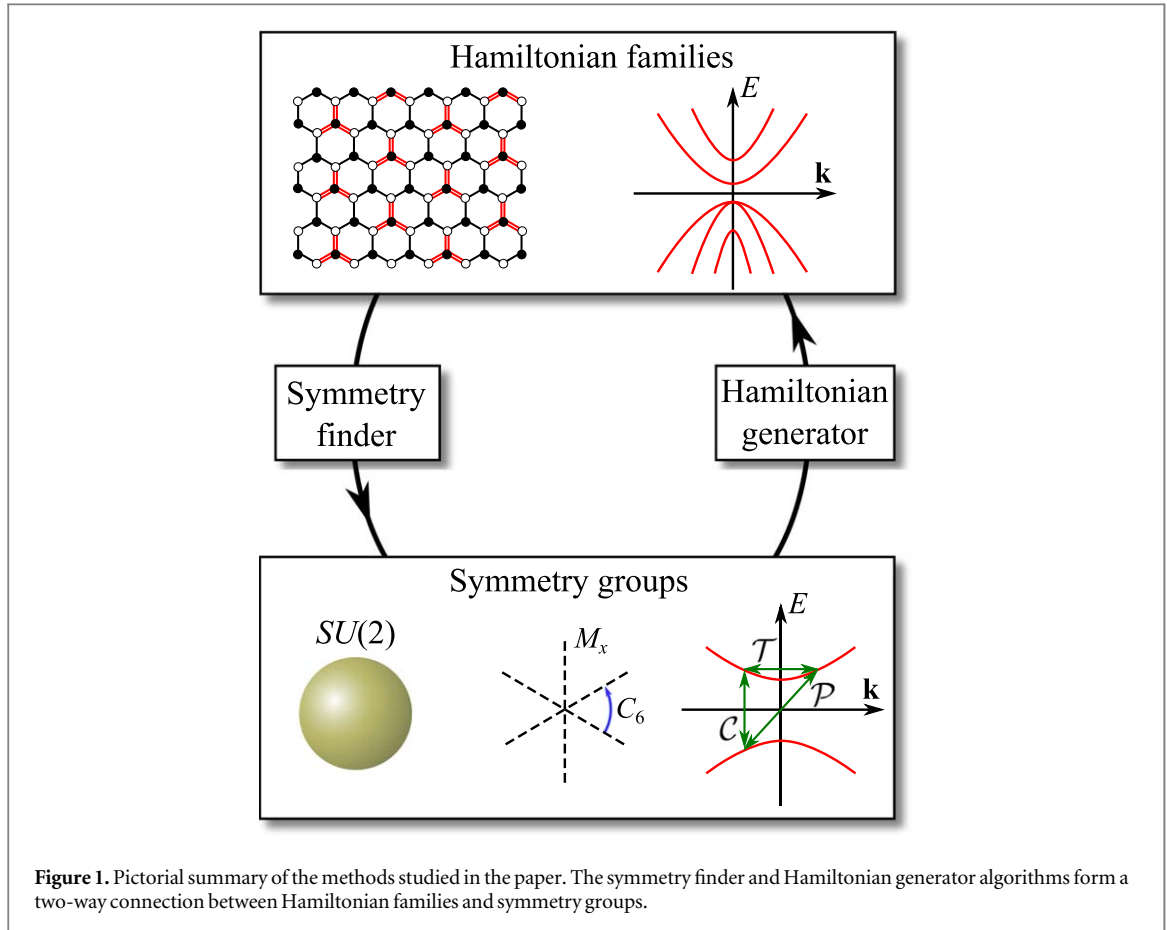 Hamiltonian families
E
k
Symmetry
finder
Hamiltonian
generator
Symmetry groups
SU(2)
M_x
C_6
E
k
𝒯
𝒫
𝒞
Figure 1. Pictorial summary of the methods studied in the paper. The symmetry finder and Hamiltonian generator algorithms form a
two-way connection between Hamiltonian families and symmetry groups.